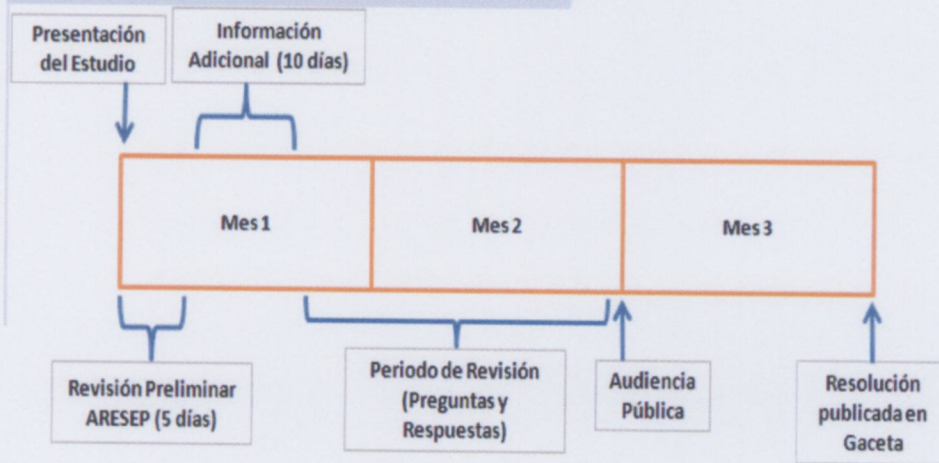 Presentación
del Estudio
Información
Adicional (10 días)
Mes 1
Mes 2
Mes 3
Revisión Preliminar
ARESEP (5 días)
Periodo de Revisión
(Preguntas y
Respuestas)
Audiencia
Pública
Resolución
publicada en
Gaceta